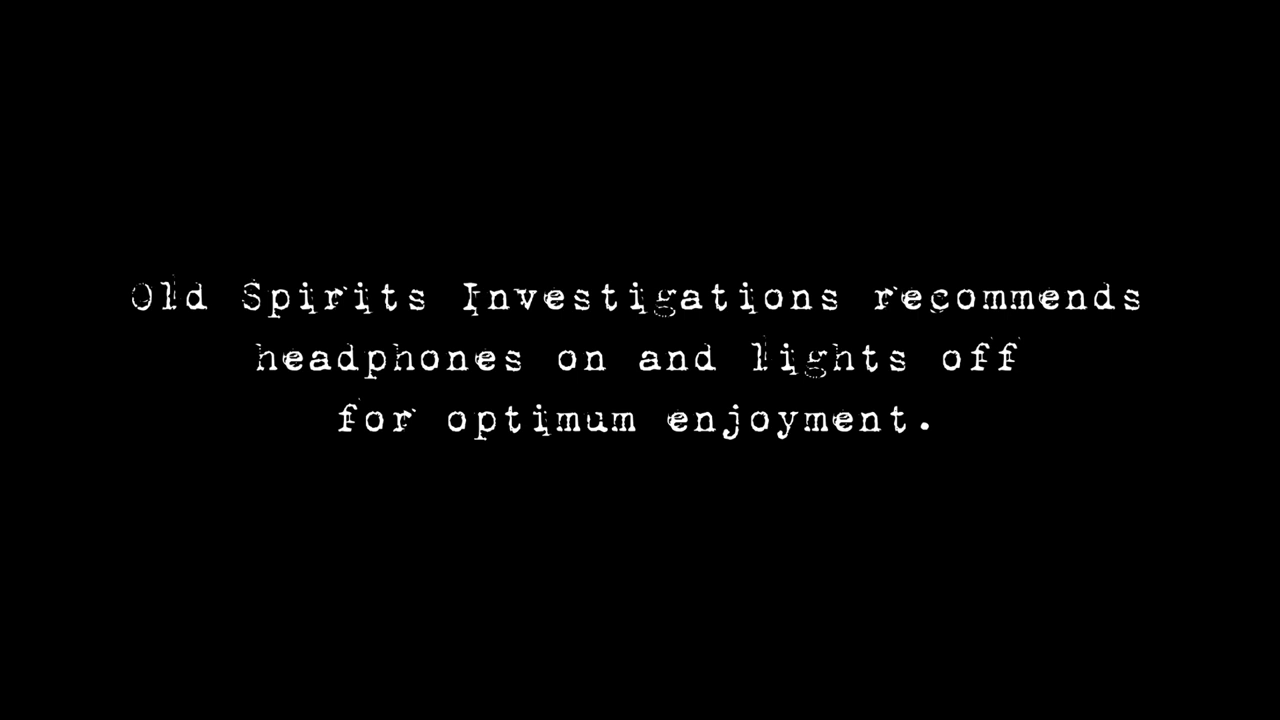 Old Spirits Investigations recommends
headphones on and lights off
for optimum enjoyment.